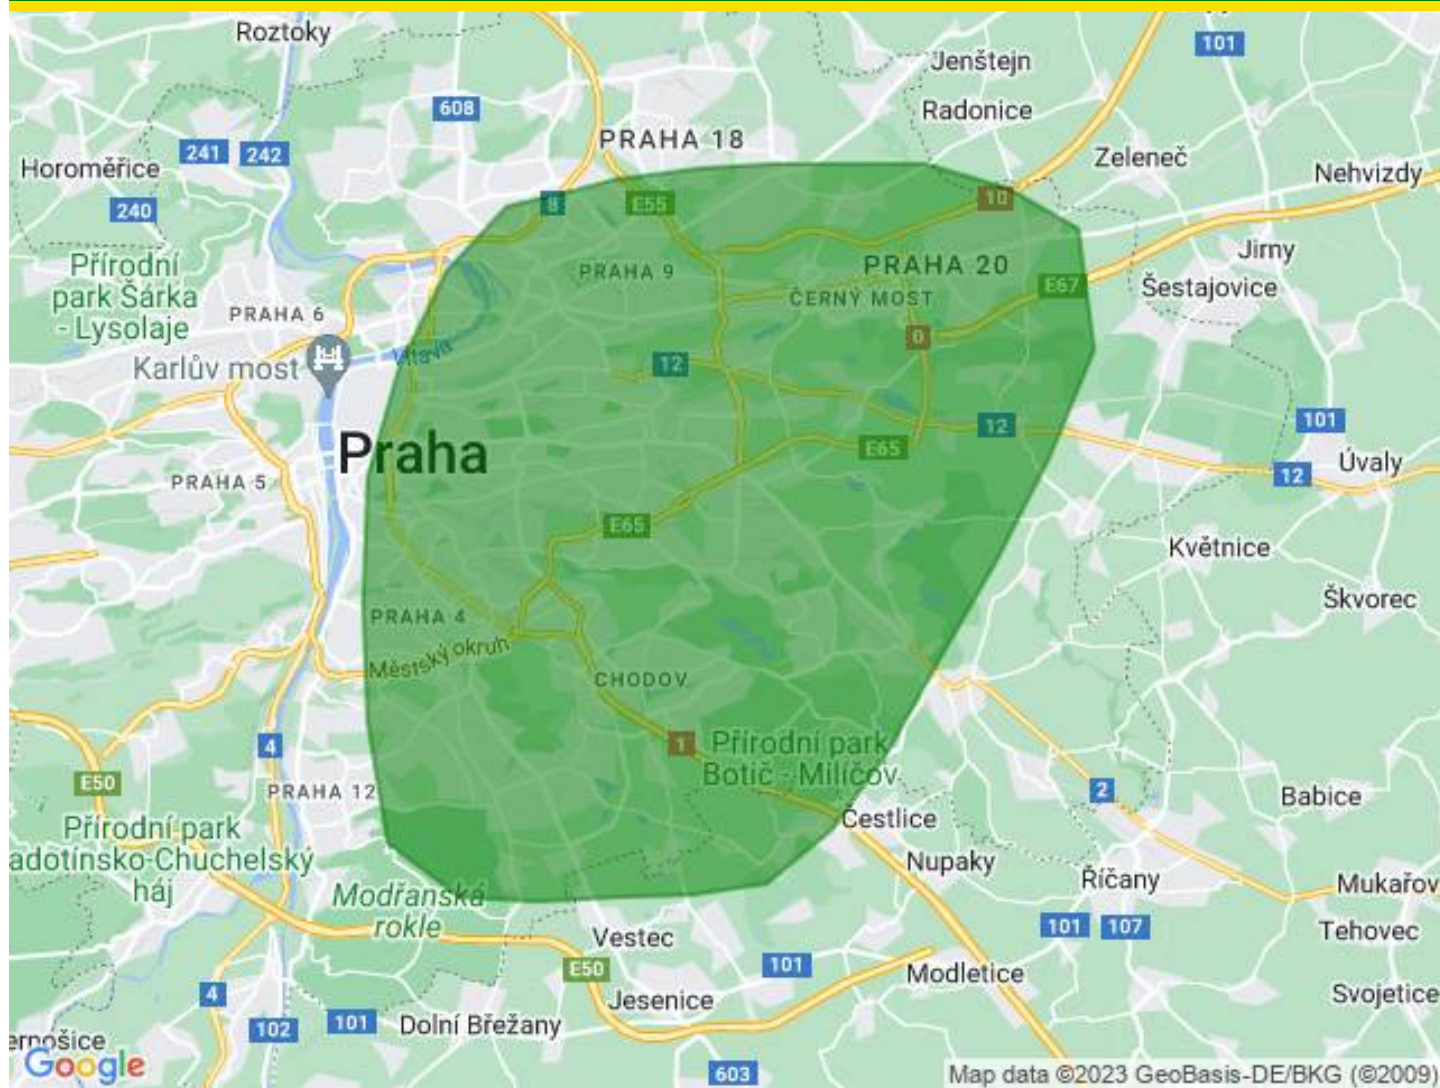 Roztoky
101
Jenštejn
608
Radonice
PRAHA 18
241
242
Zeleneč
Horoměřice
Nehvizdy
240
8
E55
10
Přírodní
park Šárka
- Lysolaje
PRAHA 9
PRAHA 20
Jirny
E67
Šestajovice
ČERNÝ MOST
PRAHA 6
0
Karlův most
Vltava
12
12
101
Praha
E65
Úvaly
12
PRAHA 5
E65
Květnice
Škvorec
PRAHA 4
Městský okruh
CHODOV
4
1
Přírodní park
Botič - Milíčov
E50
PRAHA 12
2
Babice
Přírodní park
adotínsko-Chuchelský
háj
Čestlice
Nupaky
Říčany
Mukařov
Modřanská
rokle
101
107
Tehovec
Vestec
E50
101
Modletice
4
Jesenice
Svojetice
102
101
Dolní Břežany
ernošice
Google
603
Map data ©2023 GeoBasis-DE/BKG (©2009)